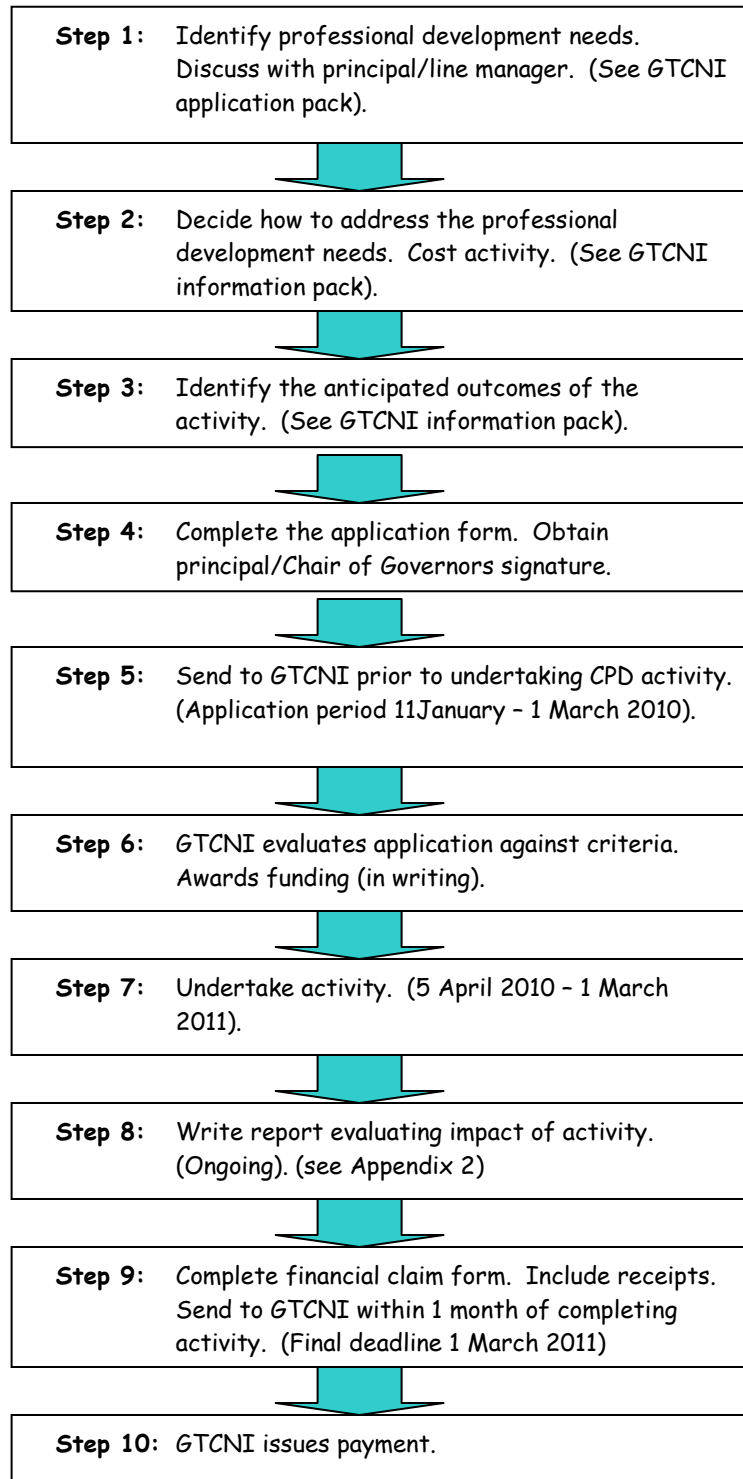 Step 1: Identify professional development needs.
Discuss with principal/line manager. (See GTCNI
application pack).
Step 2: Decide how to address the professional
development needs. Cost activity. (See GTCNI
information pack).
Step 3: Identify the anticipated outcomes of the
activity. (See GTCNI information pack).
Step 4: Complete the application form. Obtain
principal/Chair of Governors signature.
Step 5: Send to GTCNI prior to undertaking CPD activity.
(Application period 11January – 1 March 2010).
Step 6: GTCNI evaluates application against criteria.
Awards funding (in writing).
Step 7: Undertake activity. (5 April 2010 – 1 March
2011).
Step 8: Write report evaluating impact of activity.
(Ongoing). (see Appendix 2)
Step 9: Complete financial claim form. Include receipts.
Send to GTCNI within 1 month of completing
activity. (Final deadline 1 March 2011)
Step 10: GTCNI issues payment.